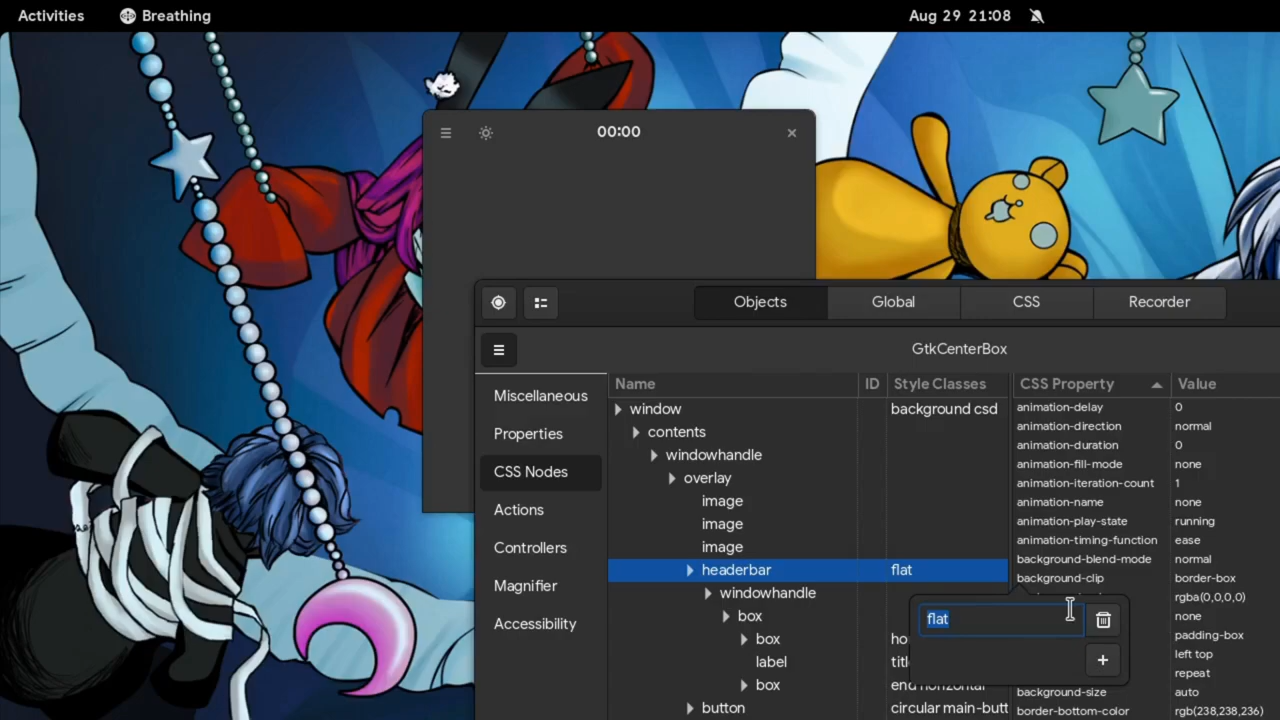 Activities
Breathing
Aug 29 21:08
00:00
Objects
Global
CSS
Recorder
GtkCenterBox
Miscellaneous
Properties
CSS Nodes
Actions
Controllers
Magnifier
Accessibility
Name ID Style Classes CSS Property Value
window background csd
contents
windowhandle
overlay
image
image
image
headerbar flat
windowhandle
box
box ho
label titl
box end horizontal
button circular main-butt
animation-delay 0
animation-direction normal
animation-duration 0
animation-fill-mode none
animation-iteration-count 1
animation-name none
animation-play-state running
animation-timing-function ease
background-blend-mode normal
background-clip border-box
rgba(0,0,0,0)
none
padding-box
left top
repeat
background-size auto
border-bottom-color rgb(238,238,236)
flat